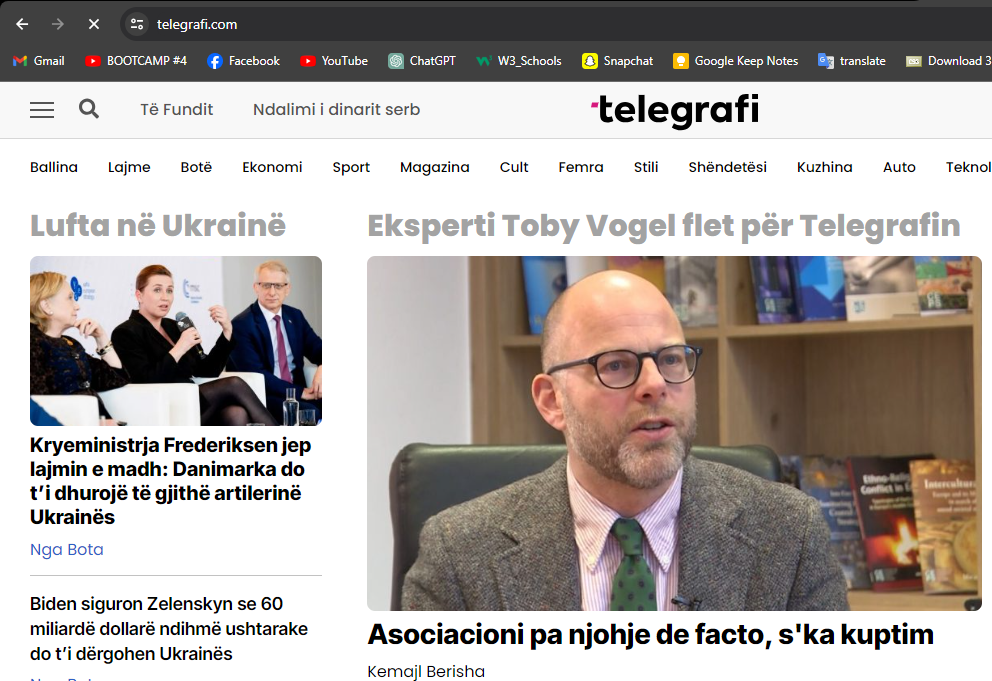 telegrafi.com
Gmail BOOTCAMP #4 Facebook YouTube ChatGPT W3_Schools Snapchat Google Keep Notes translate Download 3
Të Fundit Ndalimi i dinarit serb telegrafi
Ballina Lajme Botë Ekonomi Sport Magazina Cult Femra Stili Shëndetësi Kuzhina Auto Teknol
Lufta në Ukrainë
Kryeministrja Frederiksen jep
lajmin e madh: Danimarka do
t’i dhurojë të gjithë artilerinë
Ukrainës
Nga Bota
Biden siguron Zelenskyn se 60
miliardë dollarë ndihmë ushtarake
do t’i dërgohen Ukrainës
Eksperti Toby Vogel flet për Telegrafin
Asociacioni pa njohje de facto, s'ka kuptim
Kemajl Berisha